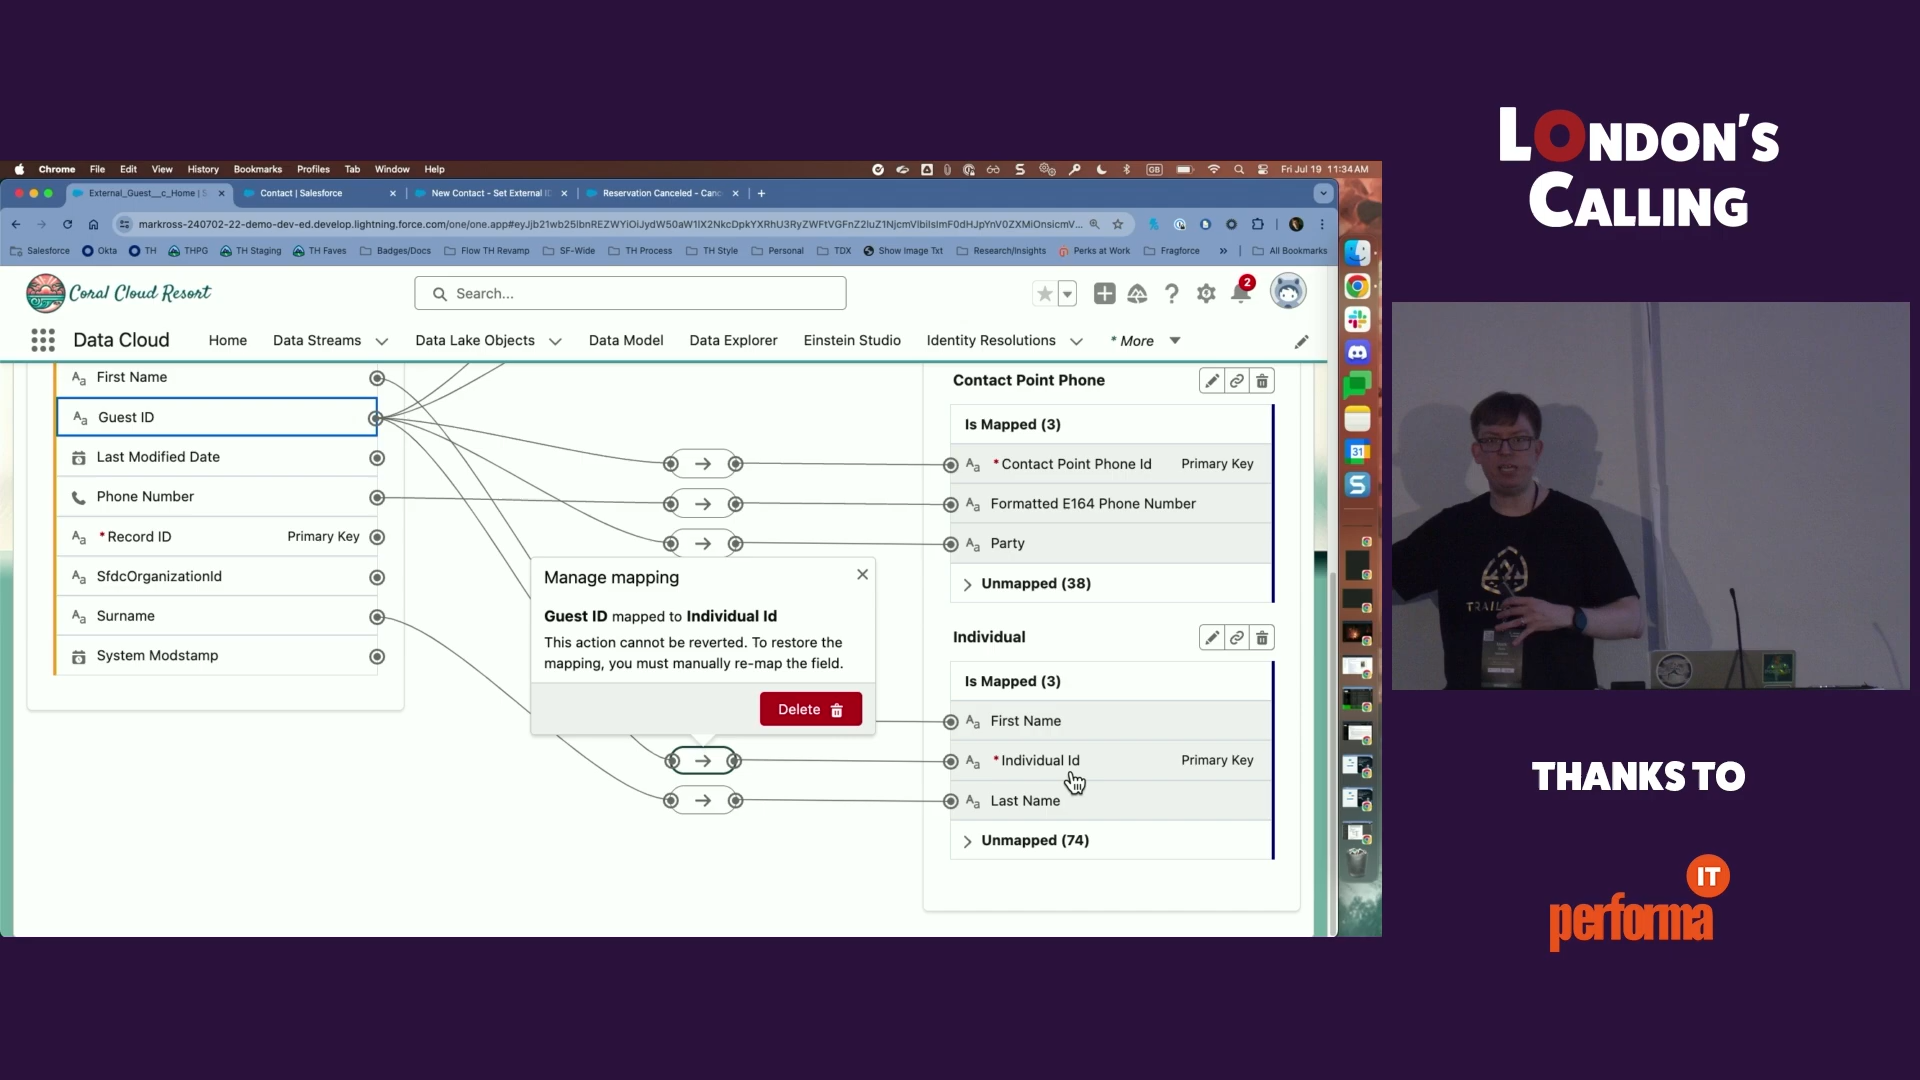 LONDON'S
CALLING
Chrome File Edit View History Bookmarks Profiles Tab Window Help
GB
Fri Jul 19 11:34 AM
External_Guest__c_Home | S
Contact | Salesforce
New Contact - Set External ID
Reservation Canceled - Canc
Salesforce Okta TH THPG TH Staging TH Faves Badges/Docs Flow TH Revamp SF-Wide TH Process TH Style Personal TDX Show Image Txt Research/Insights Perks at Work Fragforce » All Bookmarks
Coral Cloud Resort
Search...
2
Data Cloud
Home Data Streams Data Lake Objects Data Model Data Explorer Einstein Studio Identity Resolutions * More
First Name
Guest ID
Last Modified Date
Phone Number
*Record ID Primary Key
SfdcOrganizationId
Surname
System Modstamp
Manage mapping
Guest ID mapped to Individual Id
This action cannot be reverted. To restore the
mapping, you must manually re-map the field.
Delete
Contact Point Phone
Is Mapped (3)
*Contact Point Phone Id Primary Key
Formatted E164 Phone Number
Party
Unmapped (38)
Individual
Is Mapped (3)
First Name
*Individual Id Primary Key
Last Name
Unmapped (74)
31
THANKS TO
IT
performa